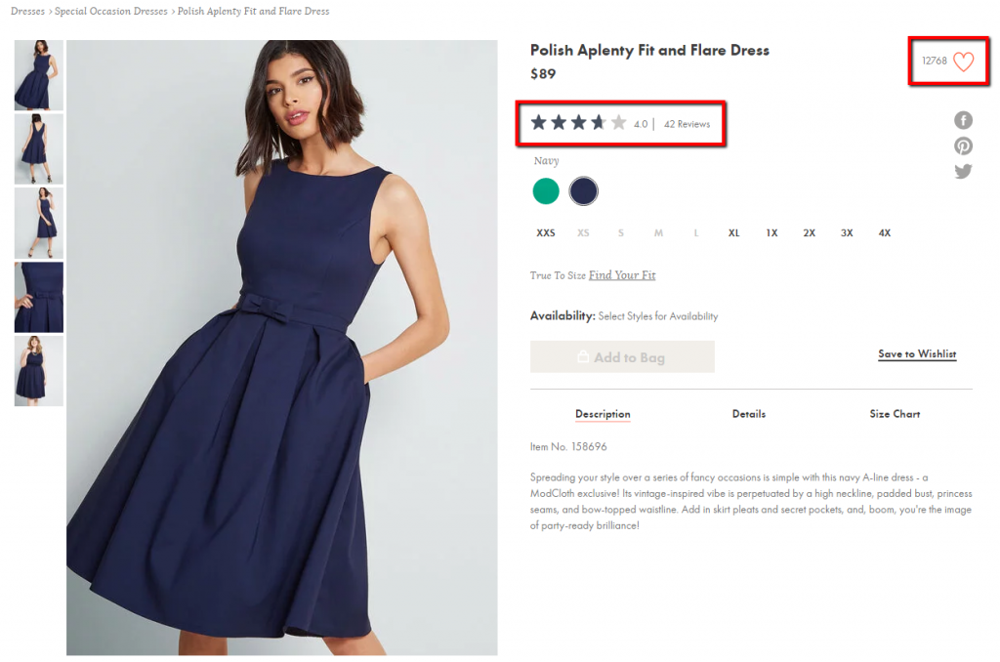 Dresses › Special Occasion Dresses › Polish Aplenty Fit and Flare Dress
Polish Aplenty Fit and Flare Dress
12768
$89
4.0 | 42 Reviews
Navy
XXS XS S M L XL 1X 2X 3X 4X
True To Size Find Your Fit
Availability: Select Styles for Availability
Add to Bag
Save to Wishlist
Description Details Size Chart
Item No. 158696
Spreading your style over a series of fancy occasions is simple with this navy A-line dress - a
ModCloth exclusive! Its vintage-inspired vibe is perpetuated by a high neckline, padded bust, princess
seams, and bow-topped waistline. Add in skirt pleats and secret pockets, and, boom, you're the image
of party-ready brilliance!